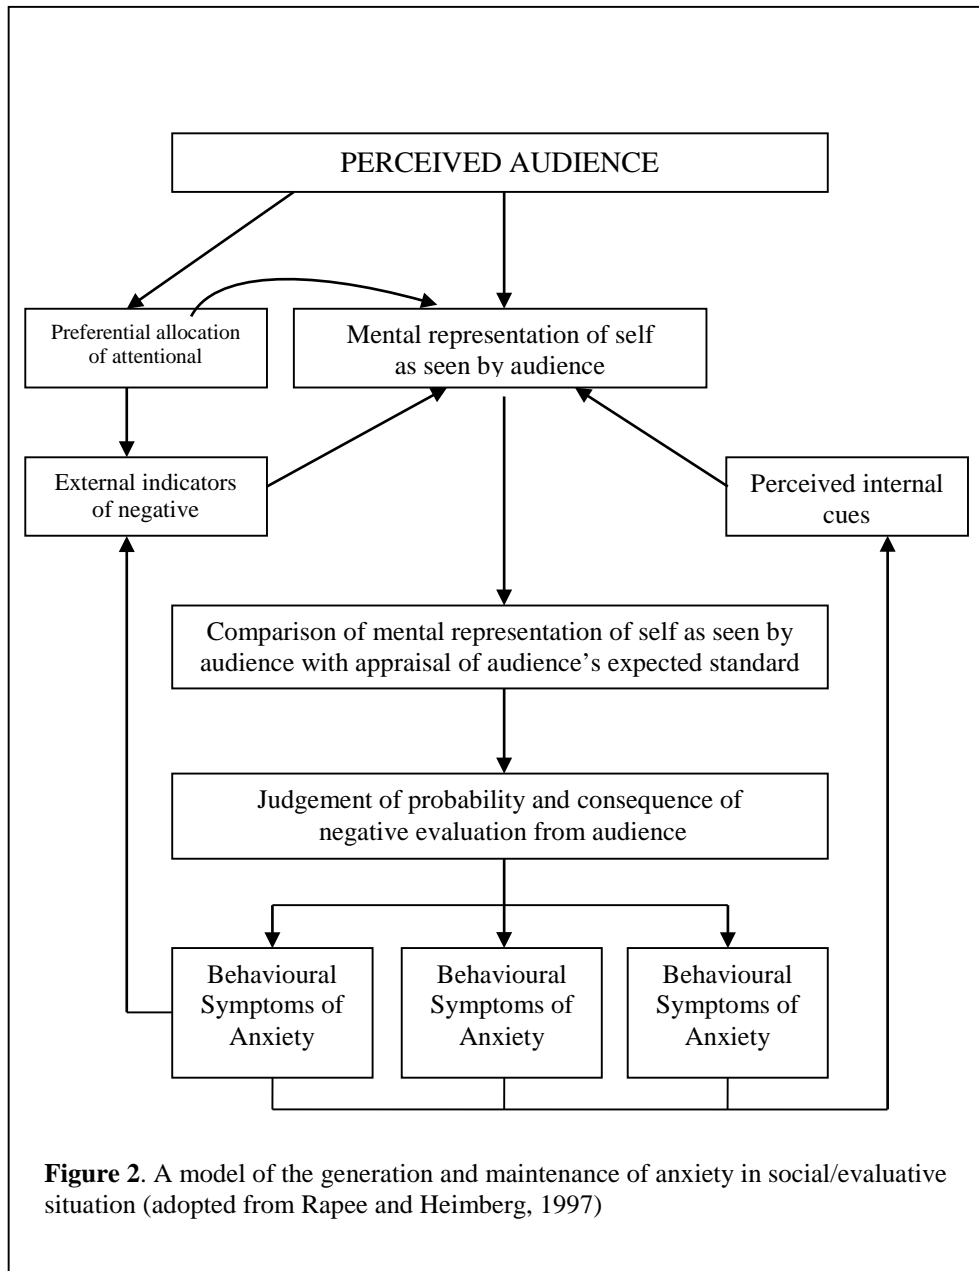 PERCEIVED AUDIENCE
Preferential allocation
of attentional
Mental representation of self
as seen by audience
External indicators
of negative
Perceived internal
cues
Comparison of mental representation of self as seen by
audience with appraisal of audience’s expected standard
Judgement of probability and consequence of
negative evaluation from audience
Behavioural
Symptoms of
Anxiety
Behavioural
Symptoms of
Anxiety
Behavioural
Symptoms of
Anxiety
Figure 2. A model of the generation and maintenance of anxiety in social/evaluative
situation (adopted from Rapee and Heimberg, 1997)